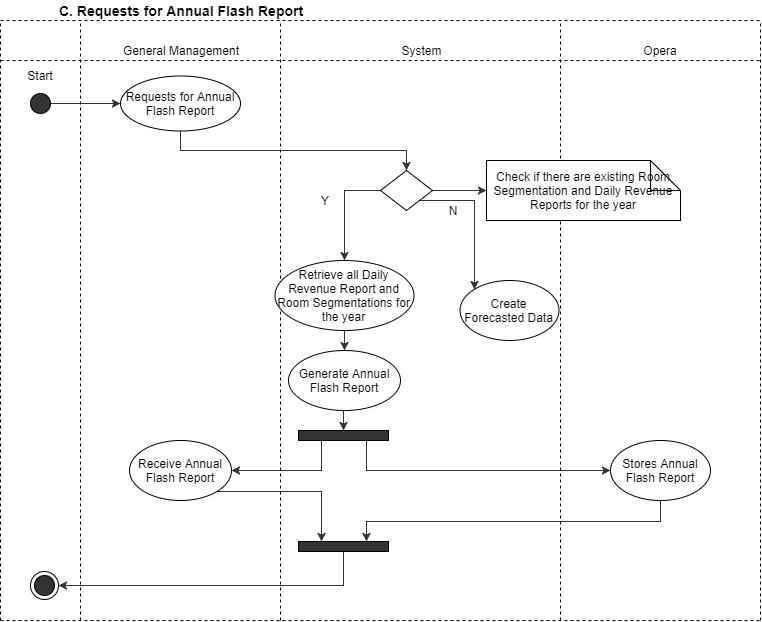 C. Requests for Annual Flash Report
General Management
System
Opera
Start
Requests for Annual
Flash Report
Check if there are existing Room
Segmentation and Daily Revenue
Reports for the year
Y
N
Retrieve all Daily
Revenue Report and
Room Segmentations for
the year
Create
Forecasted Data
Generate Annual
Flash Report
Receive Annual
Flash Report
Stores Annual
Flash Report